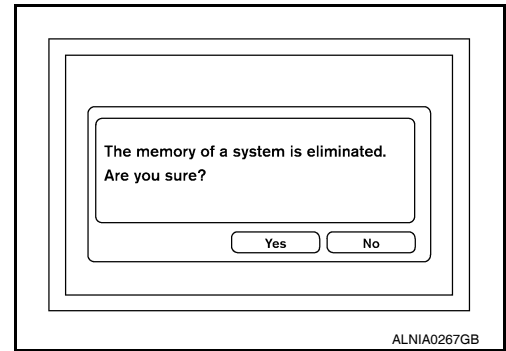 The memory of a system is eliminated.
Are you sure?
Yes No
ALNIA0267GB